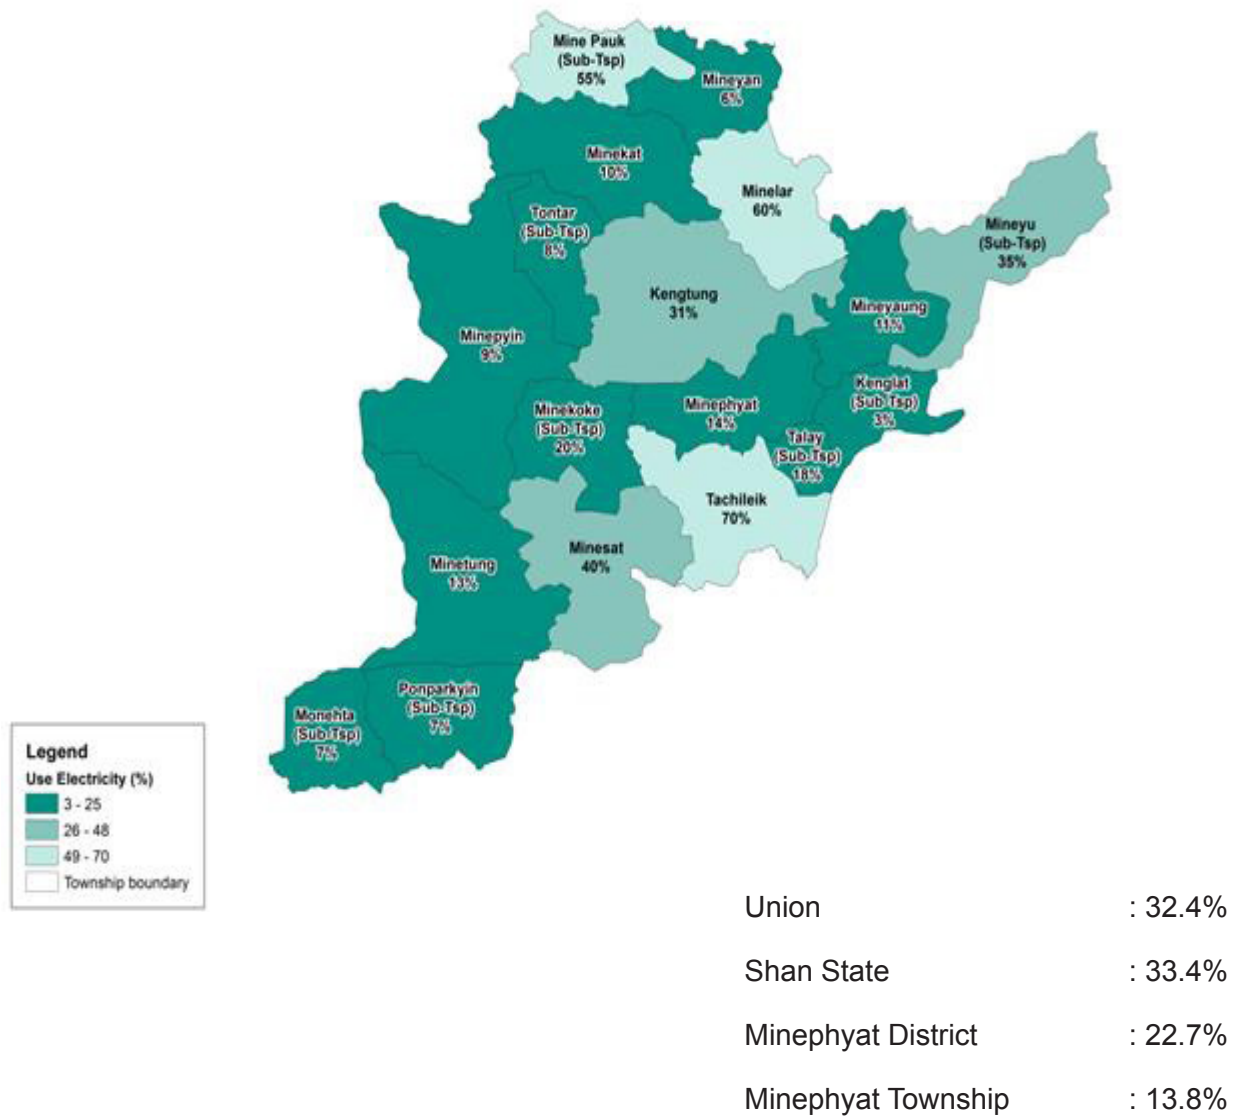 Mine Pauk
(Sub-Tsp)
55%
Mineyan
6%
Minekat
10%
Minelar
60%
Tontar
(Sub-Tsp)
8%
Mineyu
(Sub-Tsp)
35%
Kengtung
31%
Mineyaung
11%
Minepyin
9%
Kenglat
(Sub-Tsp)
3%
Minekoke
(Sub-Tsp)
20%
Minephyat
14%
Talay
(Sub-Tsp)
18%
Tachileik
70%
Minesat
40%
Minetung
13%
Ponparkyin
(Sub-Tsp)
7%
Monehta
(Sub-Tsp)
7%
Legend
Use Electricity (%)
3 - 25
26 - 48
49 - 70
Township boundary
Union : 32.4%
Shan State : 33.4%
Minephyat District : 22.7%
Minephyat Township : 13.8%